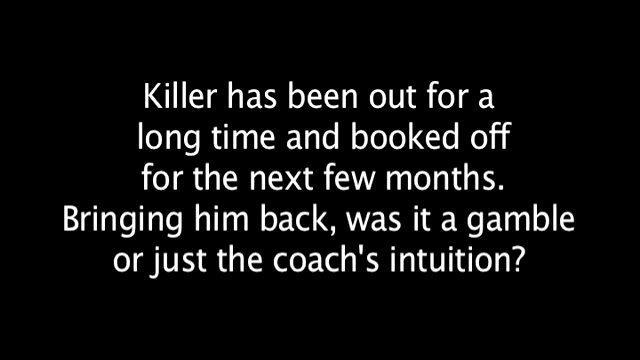 Killer has been out for a
long time and booked off
for the next few months.
Bringing him back, was it a gamble
or just the coach's intuition?